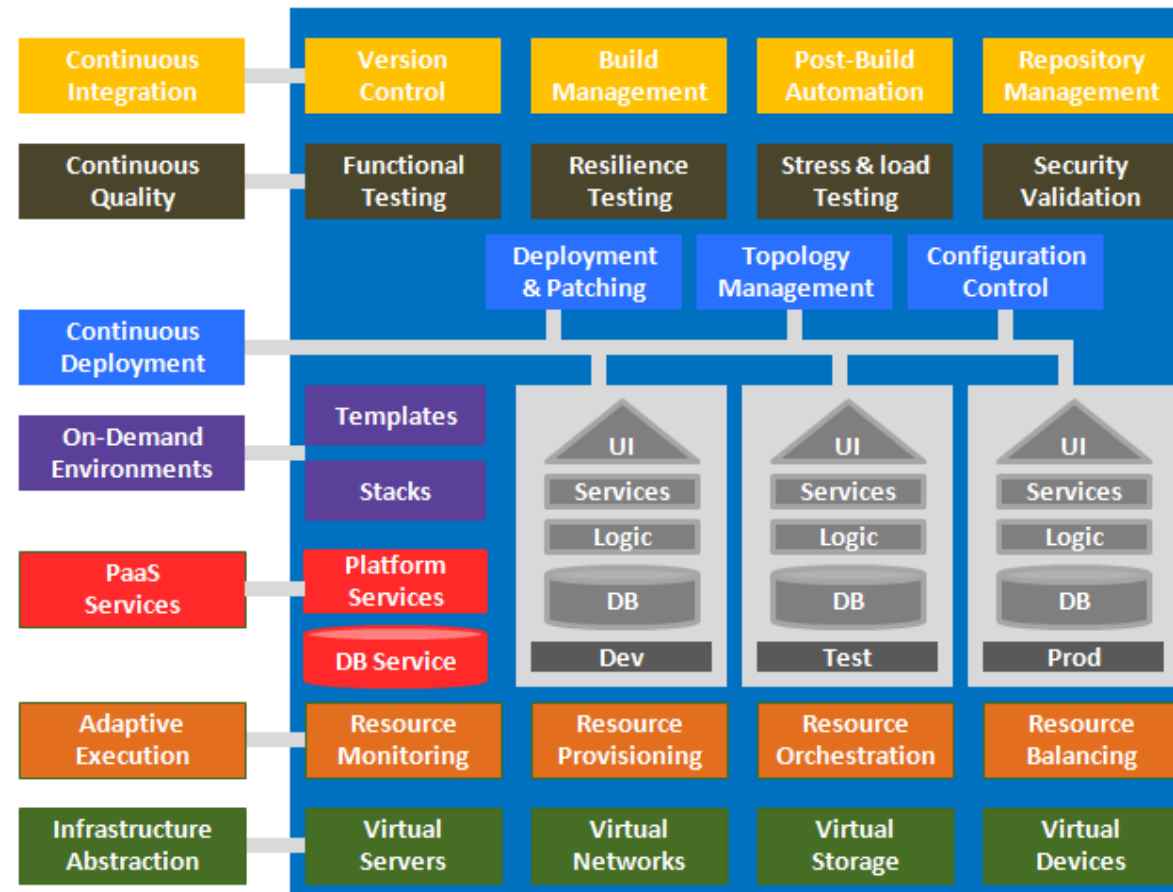 Continuous
Integration
Version
Control
Build
Management
Post-Build
Automation
Repository
Management
Continuous
Quality
Functional
Testing
Resilience
Testing
Stress & load
Testing
Security
Validation
Deployment
& Patching
Topology
Management
Configuration
Control
Continuous
Deployment
On-Demand
Environments
Templates
Stacks
UI
Services
Logic
DB
Dev
UI
Services
Logic
DB
Test
UI
Services
Logic
DB
Prod
PaaS
Services
Platform
Services
DB Service
Adaptive
Execution
Resource
Monitoring
Resource
Provisioning
Resource
Orchestration
Resource
Balancing
Infrastructure
Abstraction
Virtual
Servers
Virtual
Networks
Virtual
Storage
Virtual
Devices